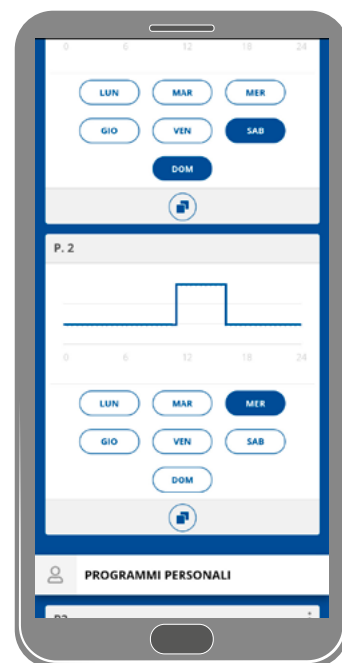 0 6 12 18 24
LUN MAR MER
GIO VEN SAB
DOM
P. 2
0 6 12 18 24
LUN MAR MER
GIO VEN SAB
DOM
PROGRAMMI PERSONALI